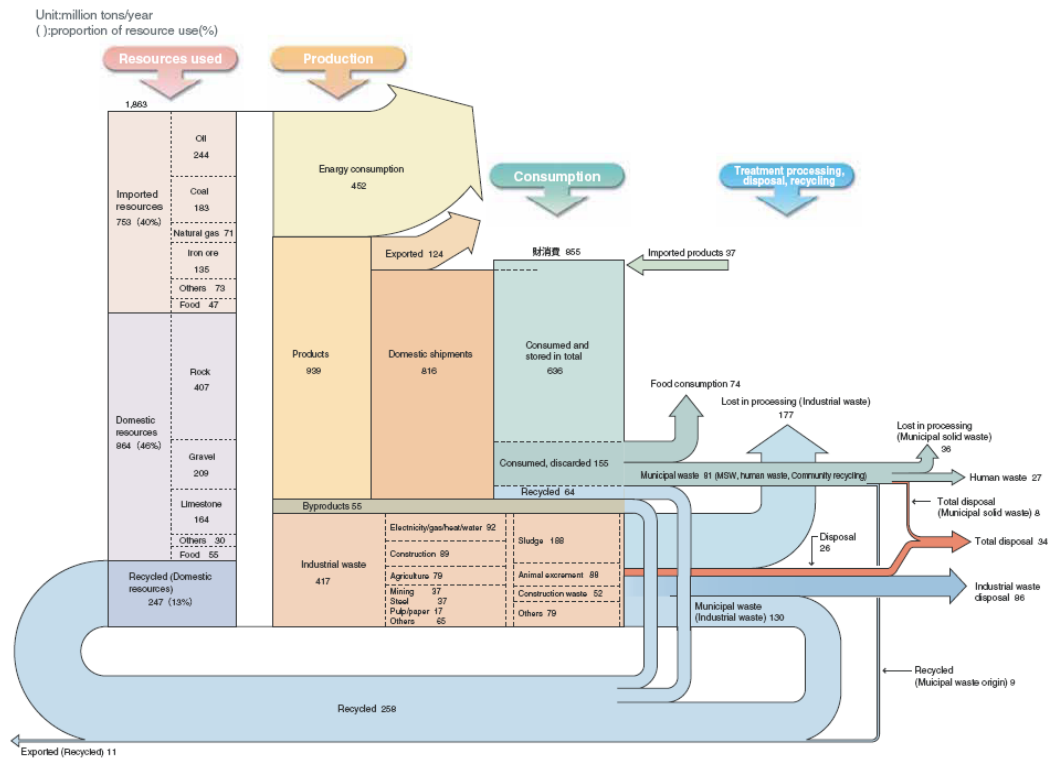 Unit:million tons/year
( ):proportion of resource use(%)
Resources used
Production
Consumption
Treatment processing,
disposal, recycling
1,863
Imported
resources
753 (40%)
Oil
244
Coal
183
Natural gas 71
Iron ore
135
Others 73
Food 47
Domestic
resources
864 (46%)
Rock
407
Gravel
209
Limestone
164
Others 30
Food 55
Recycled (Domestic
resources)
247 (13%)
Energy consumption
452
Exported 124
Products
939
Domestic shipments
816
財消費 855
Imported products 37
Consumed and
stored in total
636
Consumed, discarded 155
Recycled 64
Byproducts 55
Industrial waste
417
Electricity/gas/heat/water 92
Construction 89
Agriculture 79
Mining 37
Steel 37
Pulp/paper 17
Others 65
Sludge 188
Animal excrement 88
Construction waste 52
Others 79
Food consumption 74
Lost in processing (Industrial waste)
177
Lost in processing
(Municipal solid waste)
36
Municipal waste 81 (MSW, human waste, Community recycling)
Human waste 27
Total disposal
(Municipal solid waste) 8
Disposal
26
Total disposal 34
Industrial waste
disposal 86
Municipal waste
(Industrial waste) 130
Recycled
(Muicipal waste origin) 9
Recycled 258
Exported (Recycled) 11